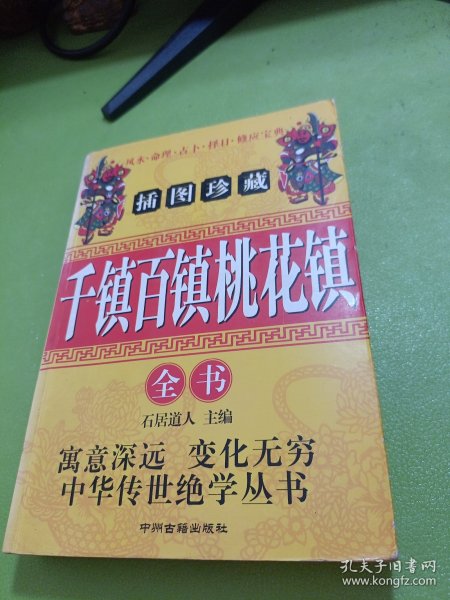 风水·命理·占卜·择日·修应宝典
插图珍藏
千镇百镇桃花镇
全书
石居道人 主编
寓意深远 变化无穷
中华传世绝学丛书
中州古籍出版社
孔夫子旧书网
www.kongfz.com